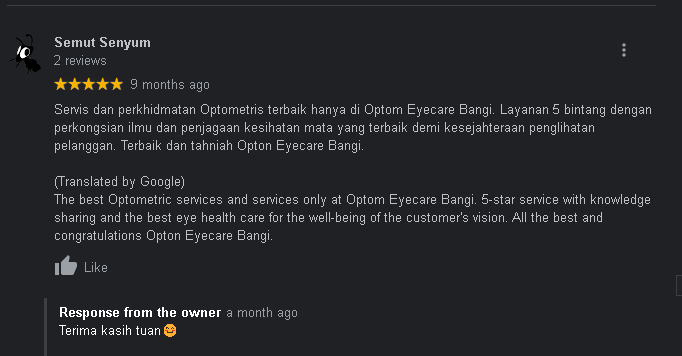 Semut Senyum
2 reviews
9 months ago
Servis dan perkhidmatan Optometris terbaik hanya di Optom Eyecare Bangi. Layanan 5 bintang dengan
perkongsian ilmu dan penjagaan kesihatan mata yang terbaik demi kesejahteraan penglihatan
pelanggan. Terbaik dan tahniah Opton Eyecare Bangi.
(Translated by Google)
The best Optometric services and services only at Optom Eyecare Bangi. 5-star service with knowledge
sharing and the best eye health care for the well-being of the customer's vision. All the best and
congratulations Opton Eyecare Bangi.
Like
Response from the owner a month ago
Terima kasih tuan😊